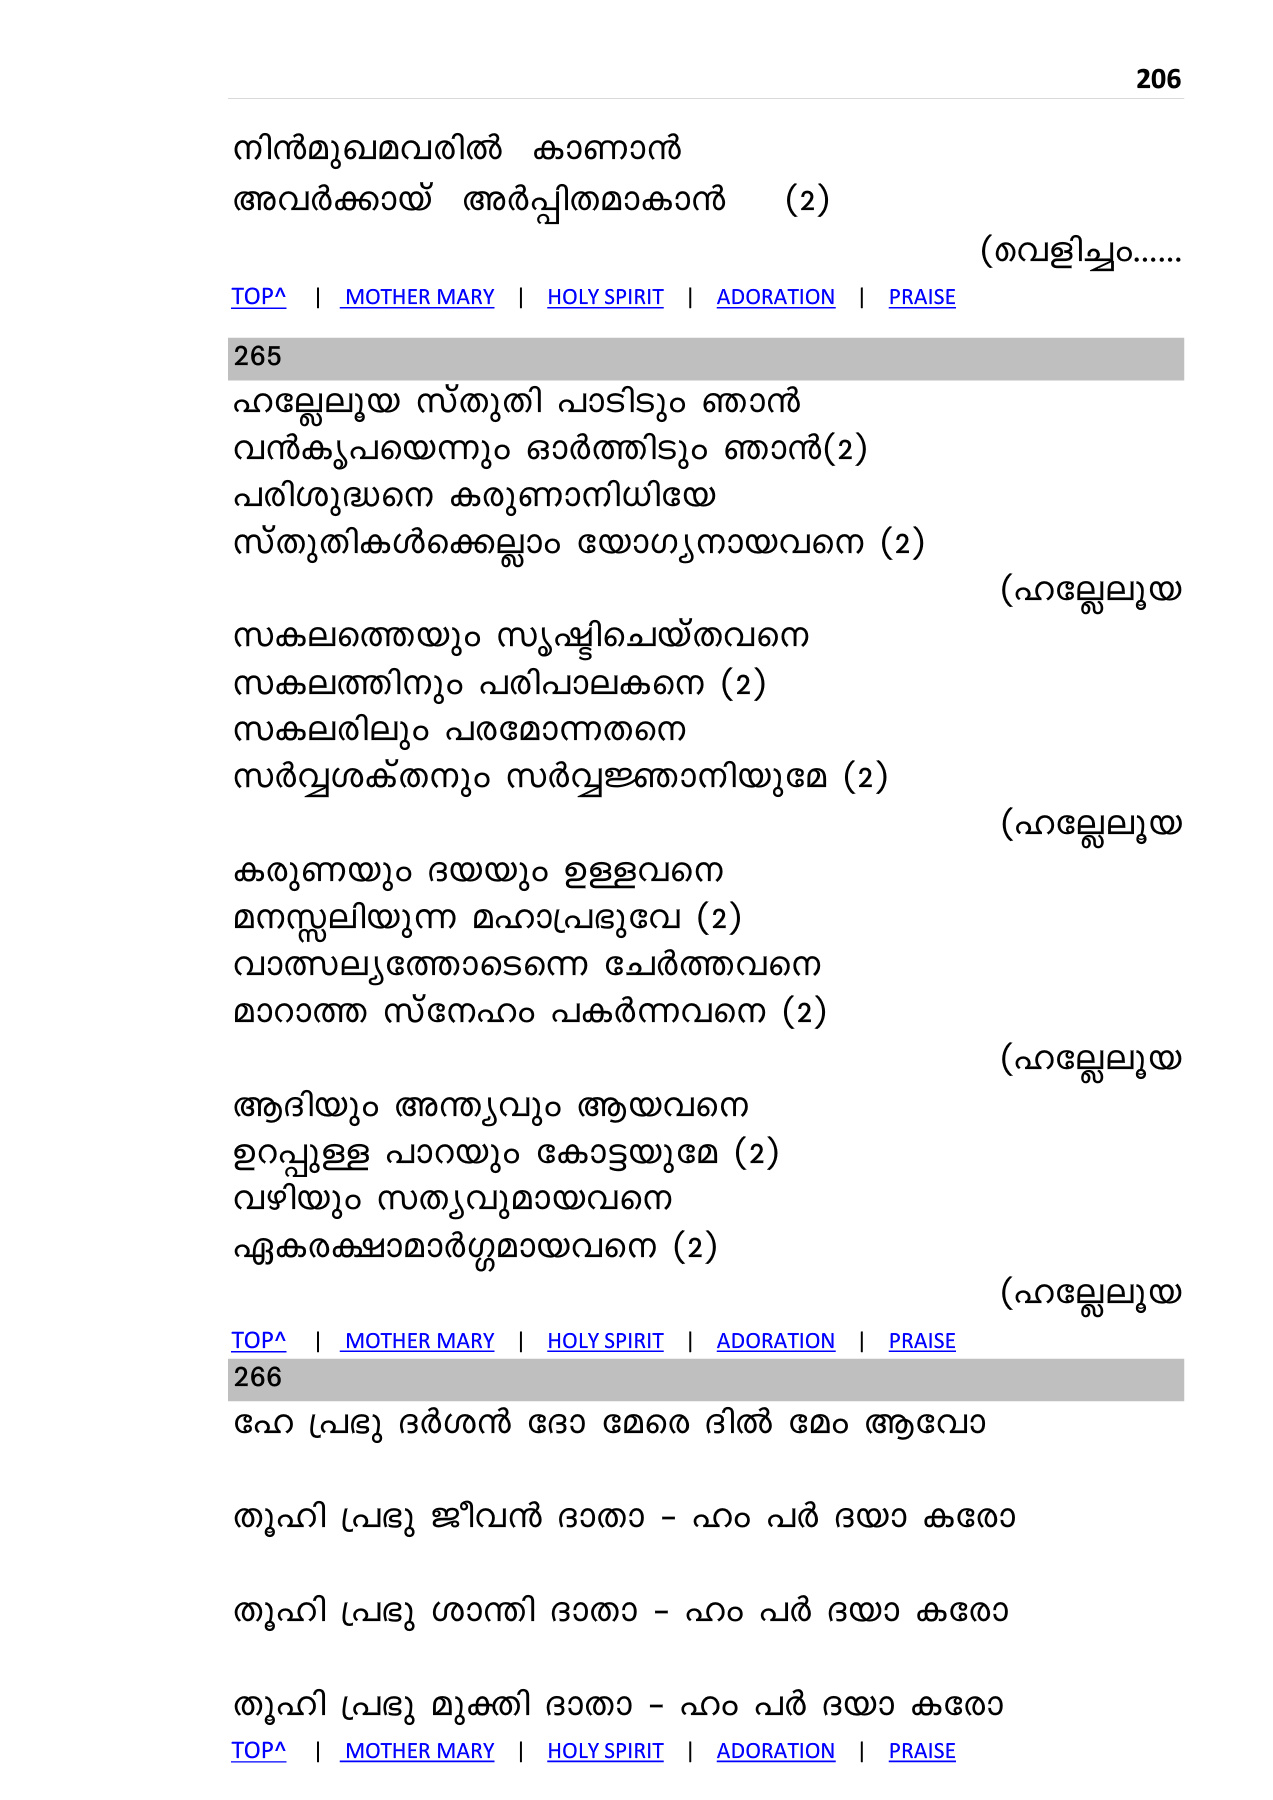 206
നിൻമുഖമവരിൽ കാണാൻ
അവർക്കായ് അർപ്പിതമാകാൻ (2)
(വെളിച്ചം......
TOP^ | MOTHER MARY | HOLY SPIRIT | ADORATION | PRAISE
265
ഹല്ലേലൂയ സ്തുതി പാടിടും ഞാൻ
വൻകൃപയെന്നും ഓർത്തിടും ഞാൻ(2)
പരിശുദ്ധനെ കരുണാനിധിയേ
സ്തുതികൾക്കെല്ലാം യോഗ്യനായവനെ (2)
(ഹല്ലേലൂയ
സകലത്തെയും സൃഷ്ടിചെയ്തവനെ
സകലത്തിനും പരിപാലകനെ (2)
സകലരിലും പരമോന്നതനെ
സർവ്വശക്തനും സർവ്വജ്ഞാനിയുമേ (2)
(ഹല്ലേലൂയ
കരുണയും ദയയും ഉള്ളവനെ
മനസ്സലിയുന്ന മഹാപ്രഭുവേ (2)
വാത്സല്യത്തോടെന്നെ ചേർത്തവനെ
മാറാത്ത സ്നേഹം പകർന്നവനെ (2)
(ഹല്ലേലൂയ
ആദിയും അന്ത്യവും ആയവനെ
ഉറപ്പുള്ള പാറയും കോട്ടയുമേ (2)
വഴിയും സത്യവുമായവനെ
ഏകരക്ഷാമാർഗ്ഗമായവനെ (2)
(ഹല്ലേലൂയ
TOP^ | MOTHER MARY | HOLY SPIRIT | ADORATION | PRAISE
266
ഹേ പ്രഭു ദർശൻ ദോ മേരെ ദിൽ മേം ആവോ
തൂഹി പ്രഭു ജീവൻ ദാതാ – ഹം പർ ദയാ കരോ
തൂഹി പ്രഭു ശാന്തി ദാതാ – ഹം പർ ദയാ കരോ
തൂഹി പ്രഭു മുക്തി ദാതാ – ഹം പർ ദയാ കരോ
TOP^ | MOTHER MARY | HOLY SPIRIT | ADORATION | PRAISE